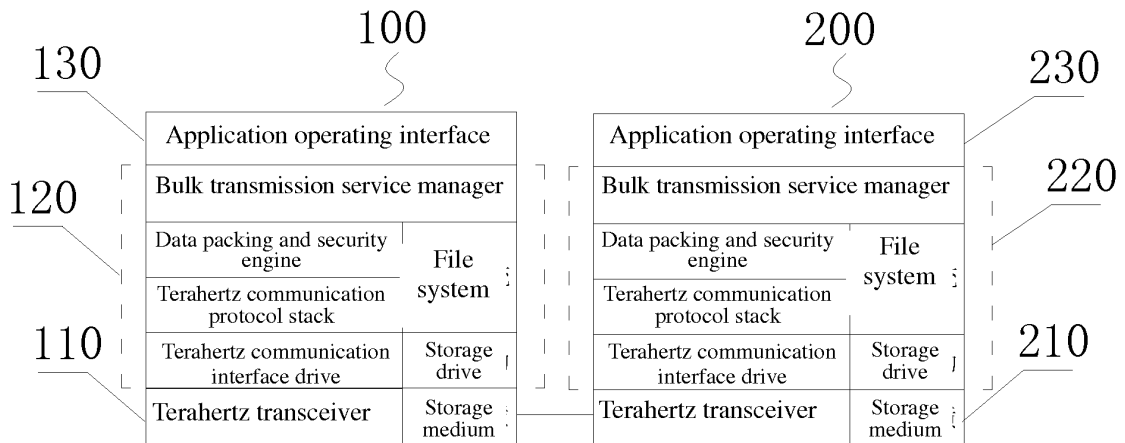 100
200
130
230
Application operating interface
Application operating interface
Bulk transmission service manager
Bulk transmission service manager
120
220
Data packing and security
engine
File
system
Data packing and security
engine
File
system
Terahertz communication
protocol stack
Terahertz communication
protocol stack
110
210
Terahertz communication
interface drive
Storage
drive
Terahertz communication
interface drive
Storage
drive
Terahertz transceiver
Storage
medium
Terahertz transceiver
Storage
medium